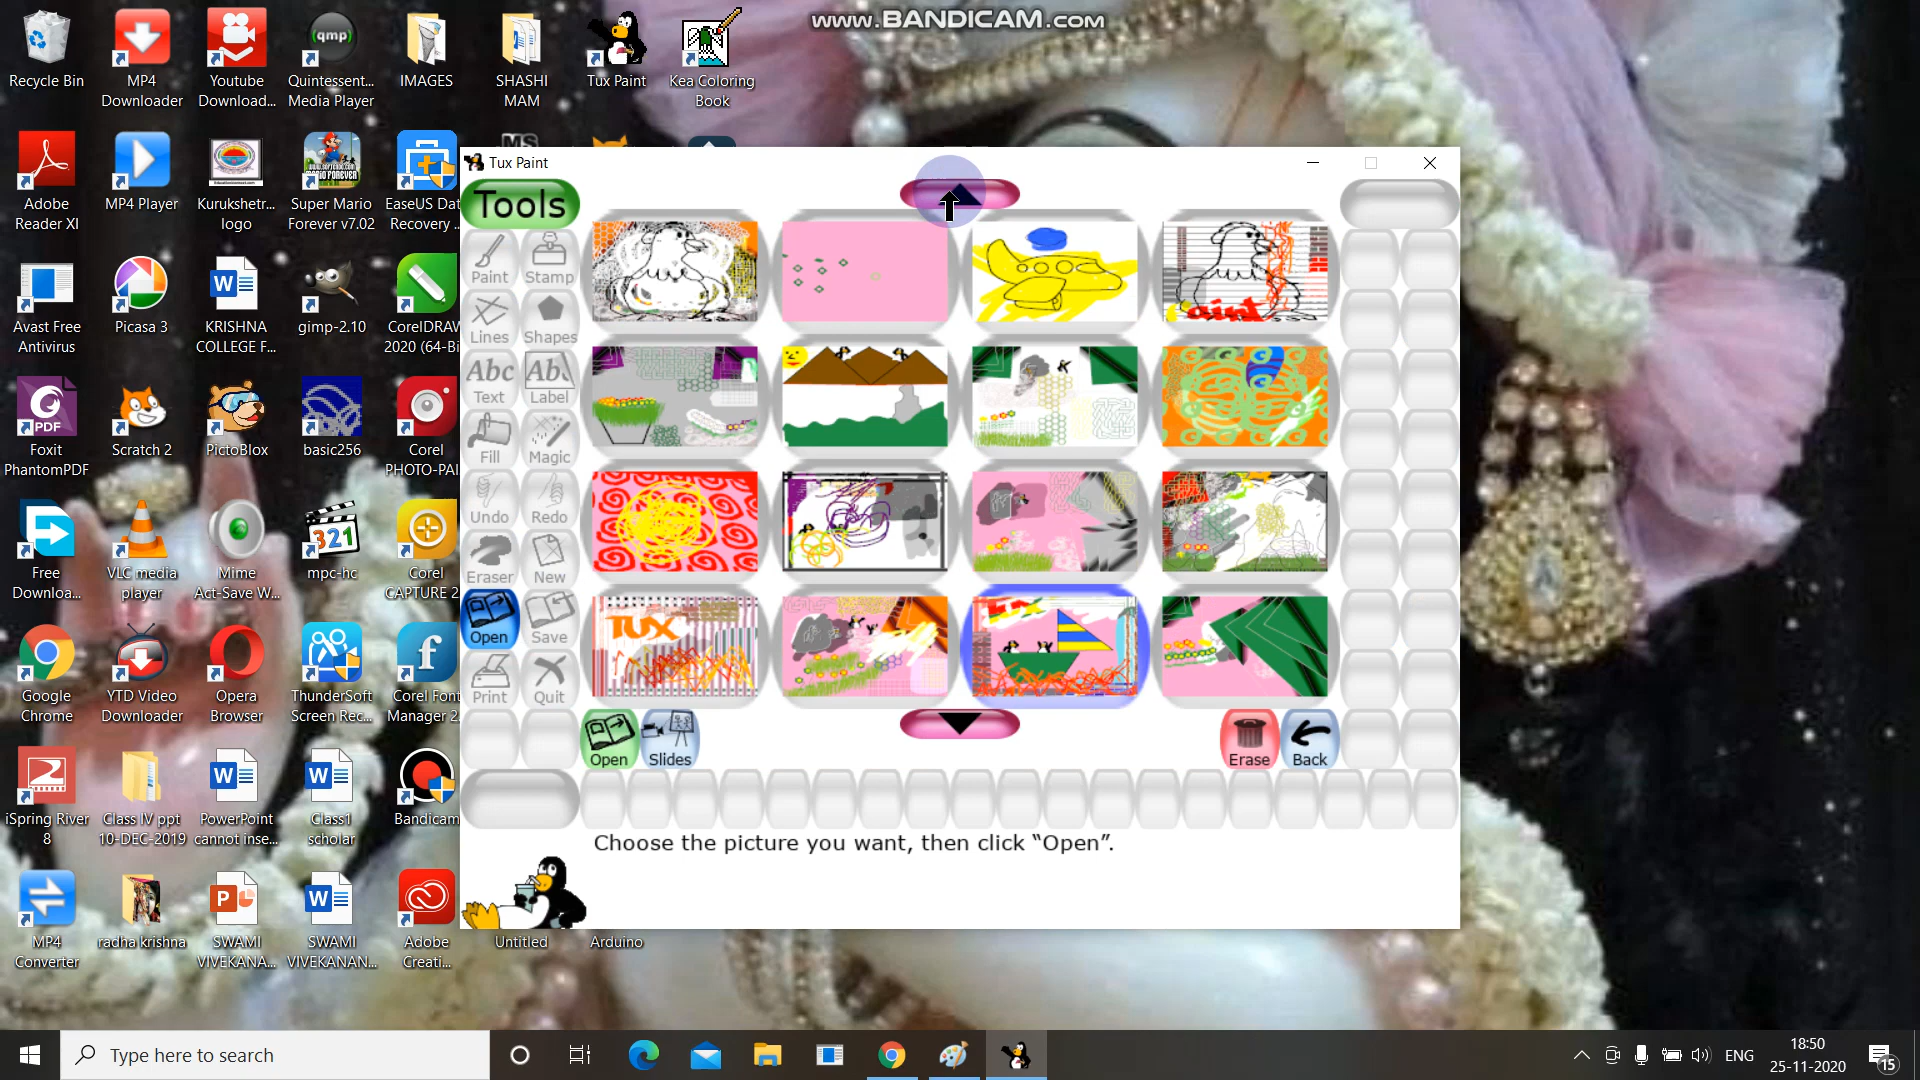 www.BANDICAM.com
Recycle Bin
MP4
Downloader
Youtube
Download...
qmp
Quintessent...
Media Player
IMAGES
SHASHI
MAM
Tux Paint
Kea Coloring
Book
Adobe
Reader XI
MP4 Player
Kurukshetr...
logo
Super Mario
Forever v7.02
EaseUS Dat
Recovery ..
MS
Avast Free
Antivirus
Picasa 3
KRISHNA
COLLEGE F...
gimp-2.10
CorelDRAW
2020 (64-Bi
PDF
Foxit
PhantomPDF
Scratch 2
PictoBlox
basic256
Corel
PHOTO-PAI
Free
Downloa...
VLC media
player
Mime
Act-Save W...
321
mpc-hc
Corel
CAPTURE 2
Google
Chrome
YTD Video
Downloader
Opera
Browser
ThunderSoft
Screen Rec...
Corel Font
Manager 2
iSpring River
8
Class IV ppt
10-DEC-2019
PowerPoint
cannot inse...
Class1
scholar
Bandicam
MP4
Converter
radha krishna
SWAMI
VIVEKANA...
SWAMI
VIVEKANAN...
Adobe
Creati...
Untitled
Arduino
Tux Paint
Tools
Paint
Stamp
Lines
Shapes
Abc
Text
Abc
Label
Fill
Magic
Undo
Redo
Eraser
New
Open
Save
Print
Quit
TUX
Open
Slides
Erase
Back
Choose the picture you want, then click “Open”.
Type here to search
ENG
18:50
25-11-2020
15